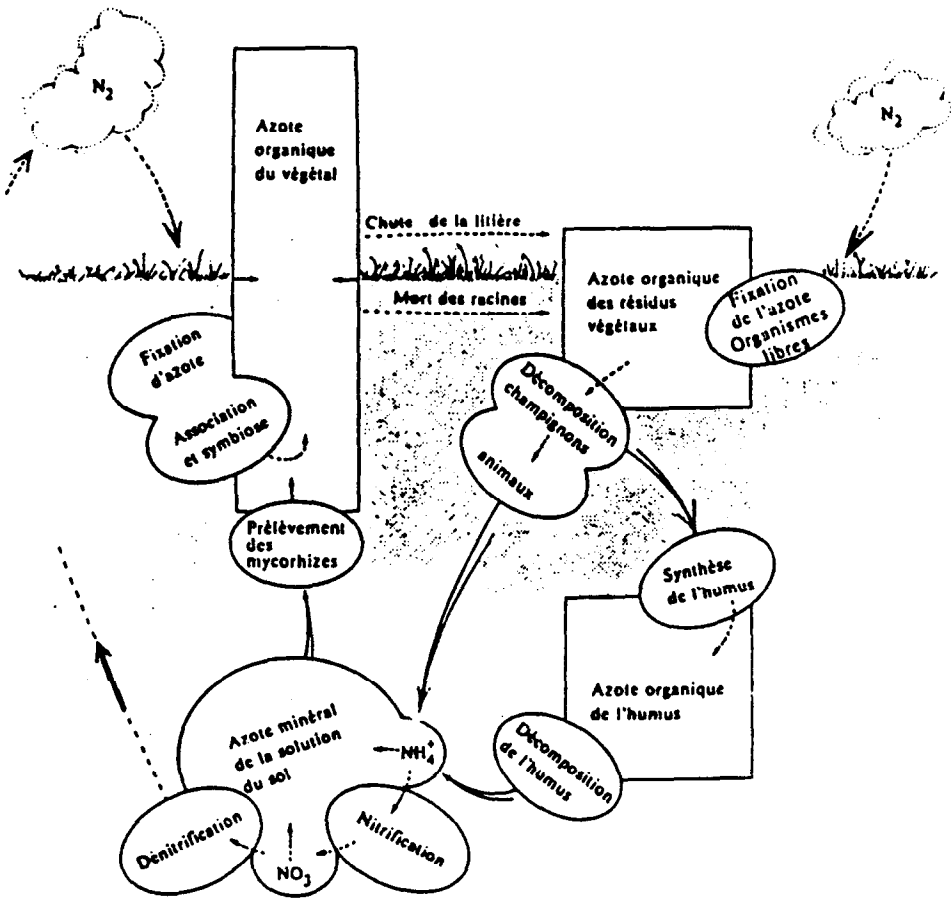 N2
N2
Azote
organique
du végétal
Chute de la litière
Mort des racines
Azote organique
des résidus
végétaux
Fixation
de l'azote
Organismes
libres
Fixation
d'azote
Association
et symbiose
Décomposition
champignons
animaux
Prélèvement
des
mycorhizes
Synthèse
de l'humus
Azote organique
de l'humus
Décomposition
de l'humus
Azote minéral
de la solution
du sol
NH4+
Nitrification
NO3
Dénitrification